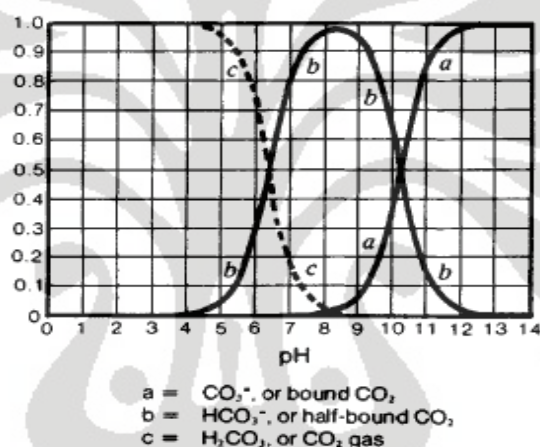 1.0
0.9
0.8
0.7
0.6
0.5
0.4
0.3
0.2
0.1
0
c
b
b
a
b
c
a
b
0 1 2 3 4 5 6 7 8 9 10 11 12 13 14
pH
a = CO₃⁻, or bound CO₂
b = HCO₃⁻, or half-bound CO₂
c = H₂CO₃, or CO₂ gas